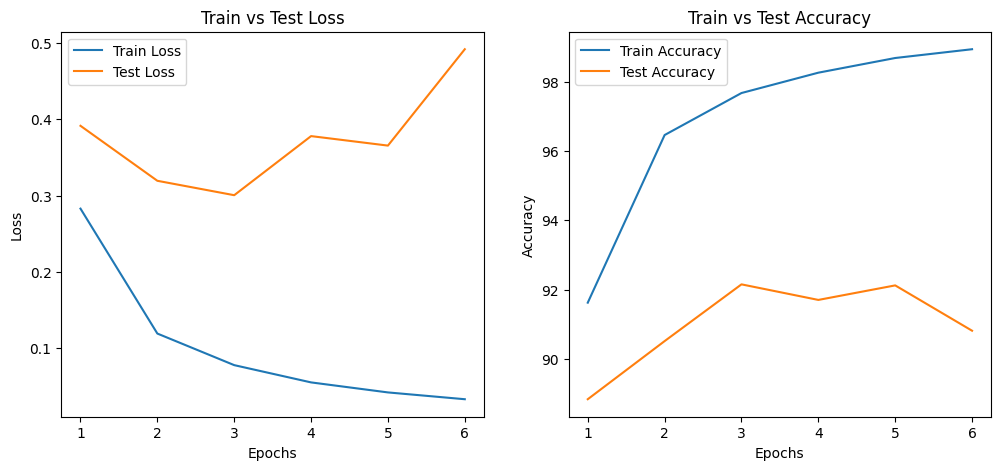 Train vs Test Loss
Train Loss
Test Loss
0.5
0.4
0.3
0.2
0.1
Loss
1 2 3 4 5 6
Epochs
Train vs Test Accuracy
Train Accuracy
Test Accuracy
98
96
94
92
90
Accuracy
1 2 3 4 5 6
Epochs